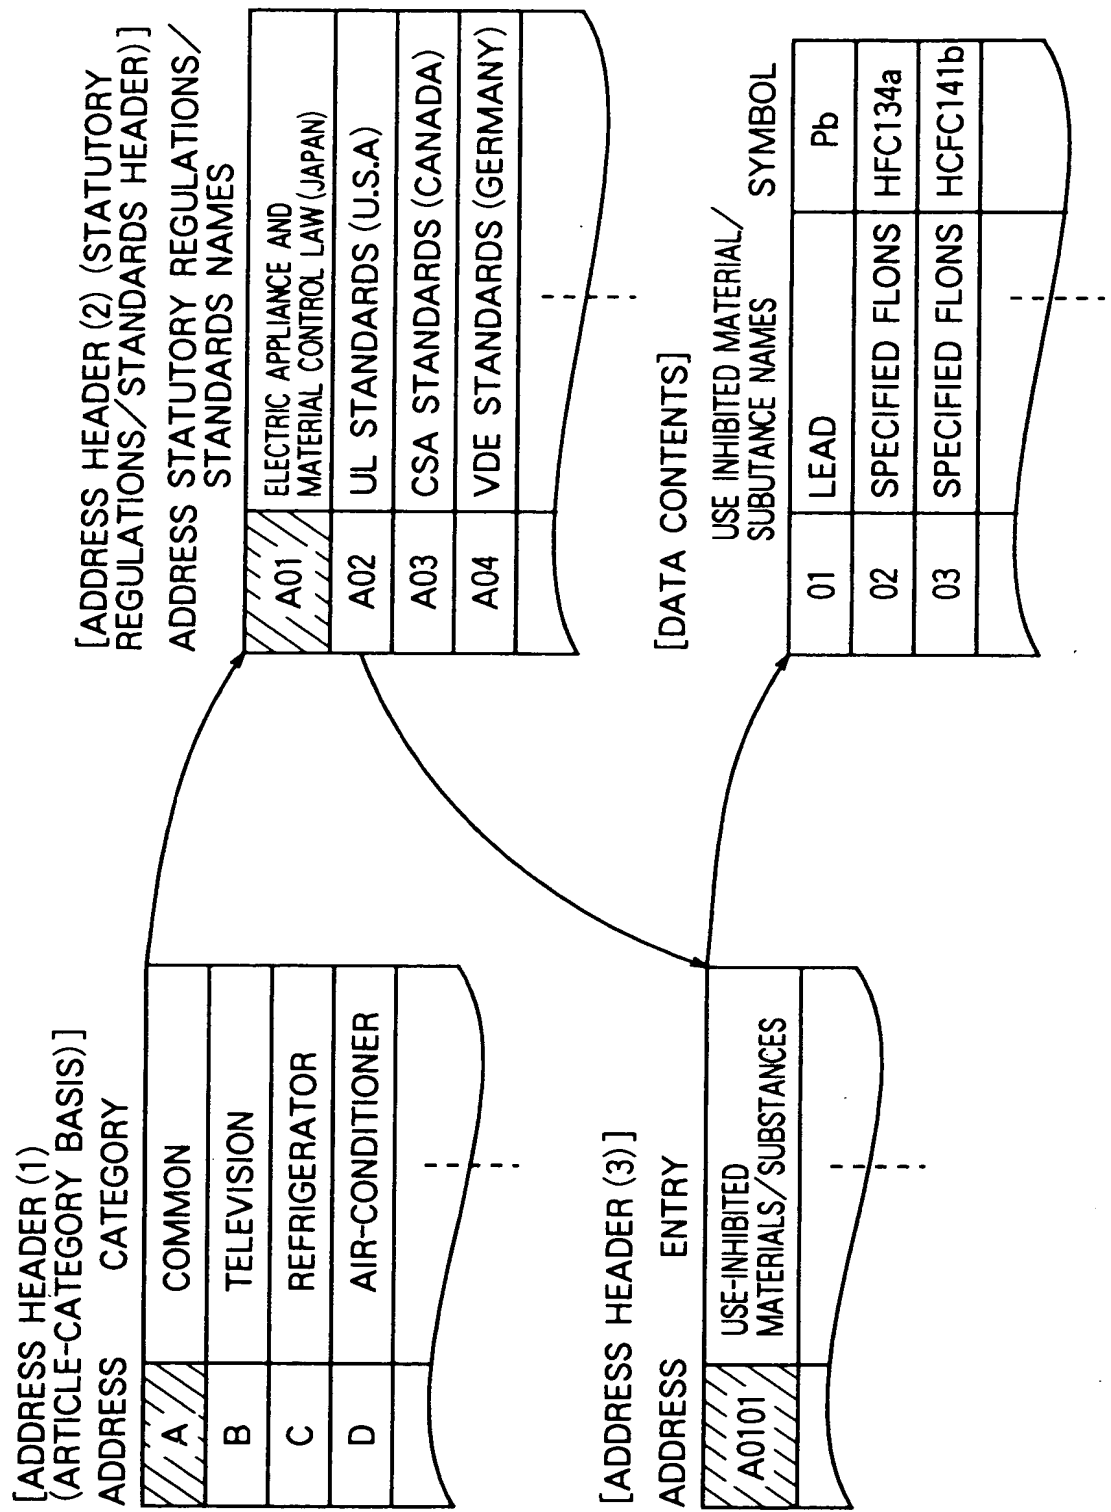 [ADDRESS HEADER (1)
(ARTICLE-CATEGORY BASIS)]
ADDRESS CATEGORY
A COMMON
B TELEVISION
C REFRIGERATOR
D AIR-CONDITIONER
[ADDRESS HEADER (2) (STATUTORY
REGULATIONS/STANDARDS HEADER)]
ADDRESS STATUTORY REGULATIONS/
STANDARDS NAMES
A01 ELECTRIC APPLIANCE AND
MATERIAL CONTROL LAW (JAPAN)
A02 UL STANDARDS (U.S.A)
A03 CSA STANDARDS (CANADA)
A04 VDE STANDARDS (GERMANY)
[ADDRESS HEADER (3)]
ADDRESS ENTRY
A0101 USE-INHIBITED
MATERIALS/SUBSTANCES
[DATA CONTENTS]
USE INHIBITED MATERIAL/
SUBUTANCE NAMES SYMBOL
01 LEAD Pb
02 SPECIFIED FLONS HFC134a
03 SPECIFIED FLONS HCFC141b